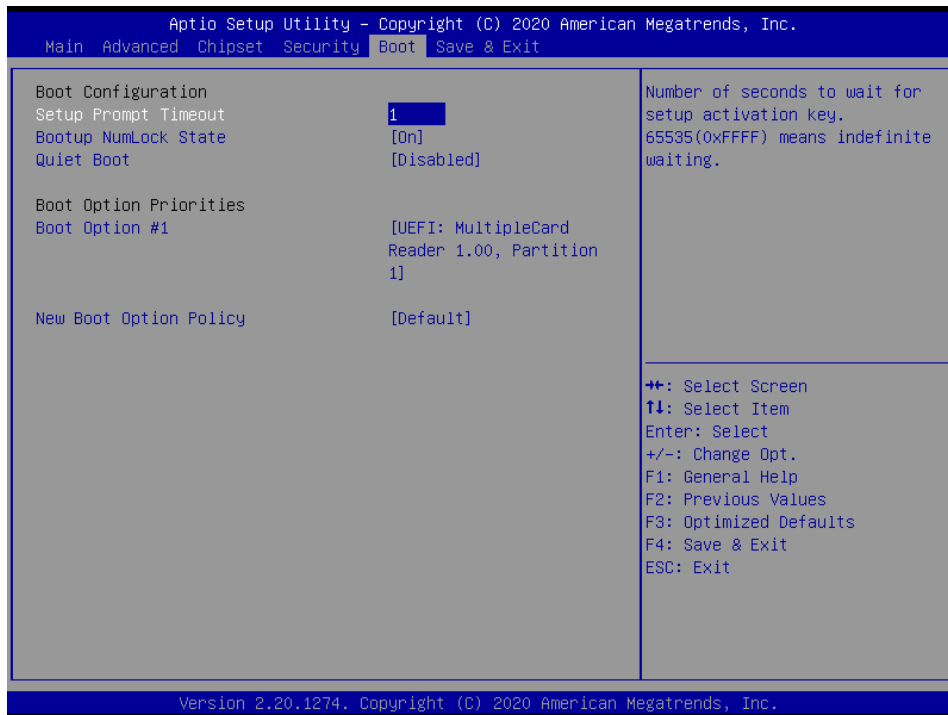 Aptio Setup Utility – Copyright (C) 2020 American Megatrends, Inc.
Main Advanced Chipset Security Boot Save & Exit
Boot Configuration
Setup Prompt Timeout 1
Bootup NumLock State [On]
Quiet Boot [Disabled]
Boot Option Priorities
Boot Option #1 [UEFI: MultipleCard
Reader 1.00, Partition
1]
New Boot Option Policy [Default]
Number of seconds to wait for
setup activation key.
65535(0xFFFF) means indefinite
waiting.
→←: Select Screen
↑↓: Select Item
Enter: Select
+/-: Change Opt.
F1: General Help
F2: Previous Values
F3: Optimized Defaults
F4: Save & Exit
ESC: Exit
Version 2.20.1274. Copyright (C) 2020 American Megatrends, Inc.